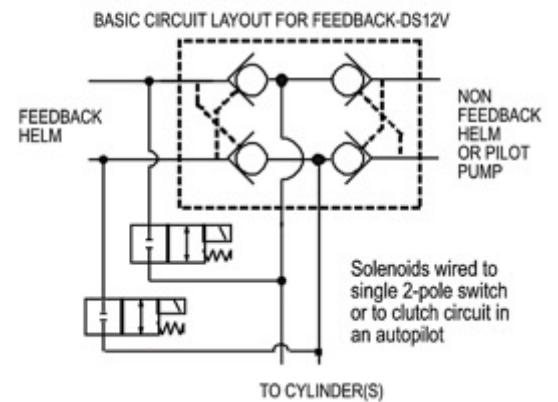 BASIC CIRCUIT LAYOUT FOR FEEDBACK-DS12V
FEEDBACK
HELM
NON
FEEDBACK
HELM
OR PILOT
PUMP
Solenoids wired to
single 2-pole switch
or to clutch circuit in
an autopilot
TO CYLINDER(S)